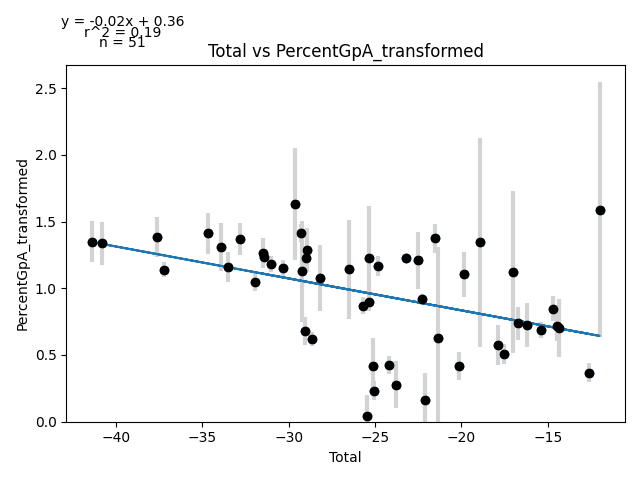 y = -0.02x + 0.36
r^2 = 0.19
n = 51
Total vs PercentGpA_transformed
2.5
2.0
1.5
1.0
0.5
0.0
PercentGpA_transformed
−40
−35
−30
−25
−20
−15
Total